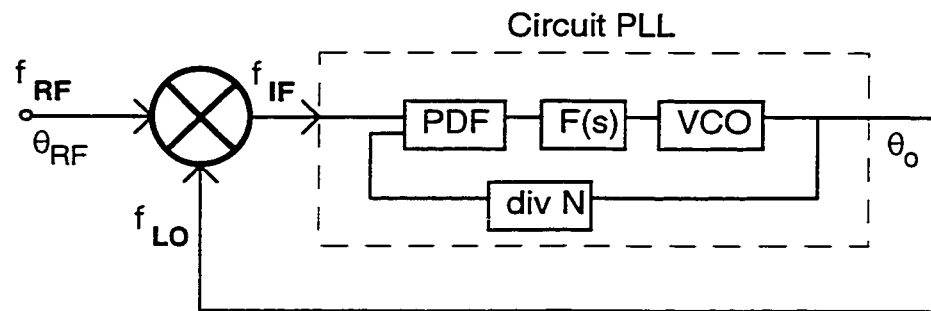 Circuit PLL
f RF
f IF
θRF
PDF
F(s)
VCO
θo
div N
f LO